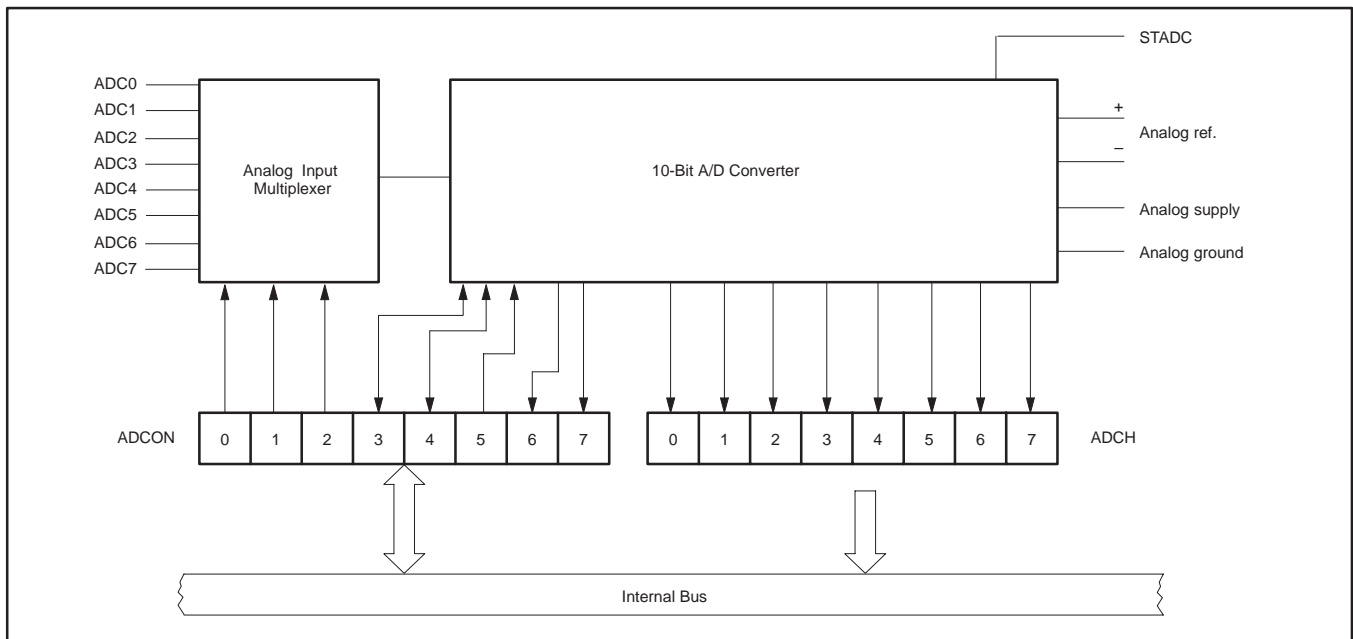 STADC
ADC0
ADC1
ADC2
ADC3
ADC4
ADC5
ADC6
ADC7
Analog Input
Multiplexer
10-Bit A/D Converter
+
Analog ref.
–
Analog supply
Analog ground
ADCON
0 1 2 3 4 5 6 7
0 1 2 3 4 5 6 7
ADCH
Internal Bus